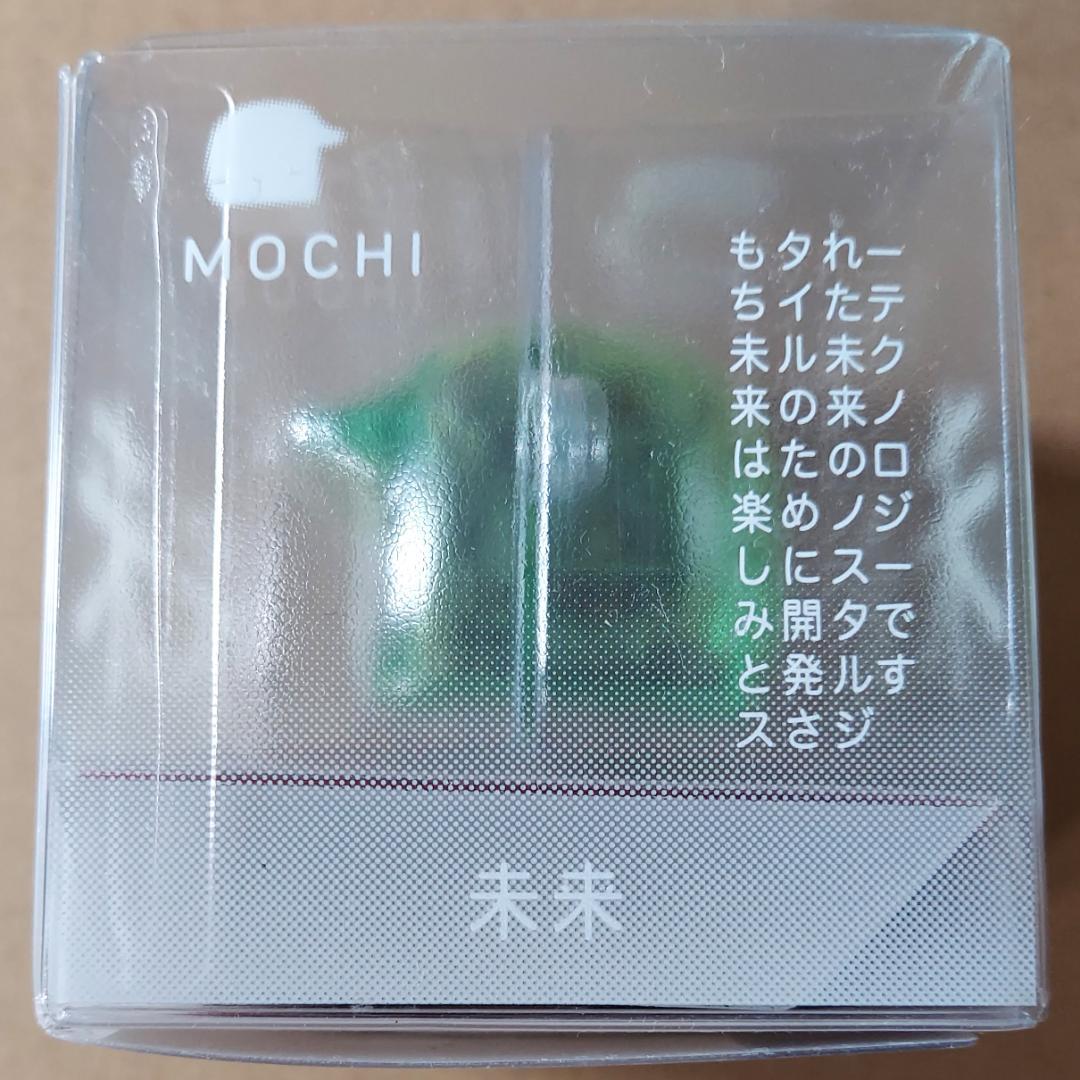 MOCHI
もち未来は楽しみとス
タイルのために開発さ
れた未来のノスタルジ
ーテクノロジーです
未来